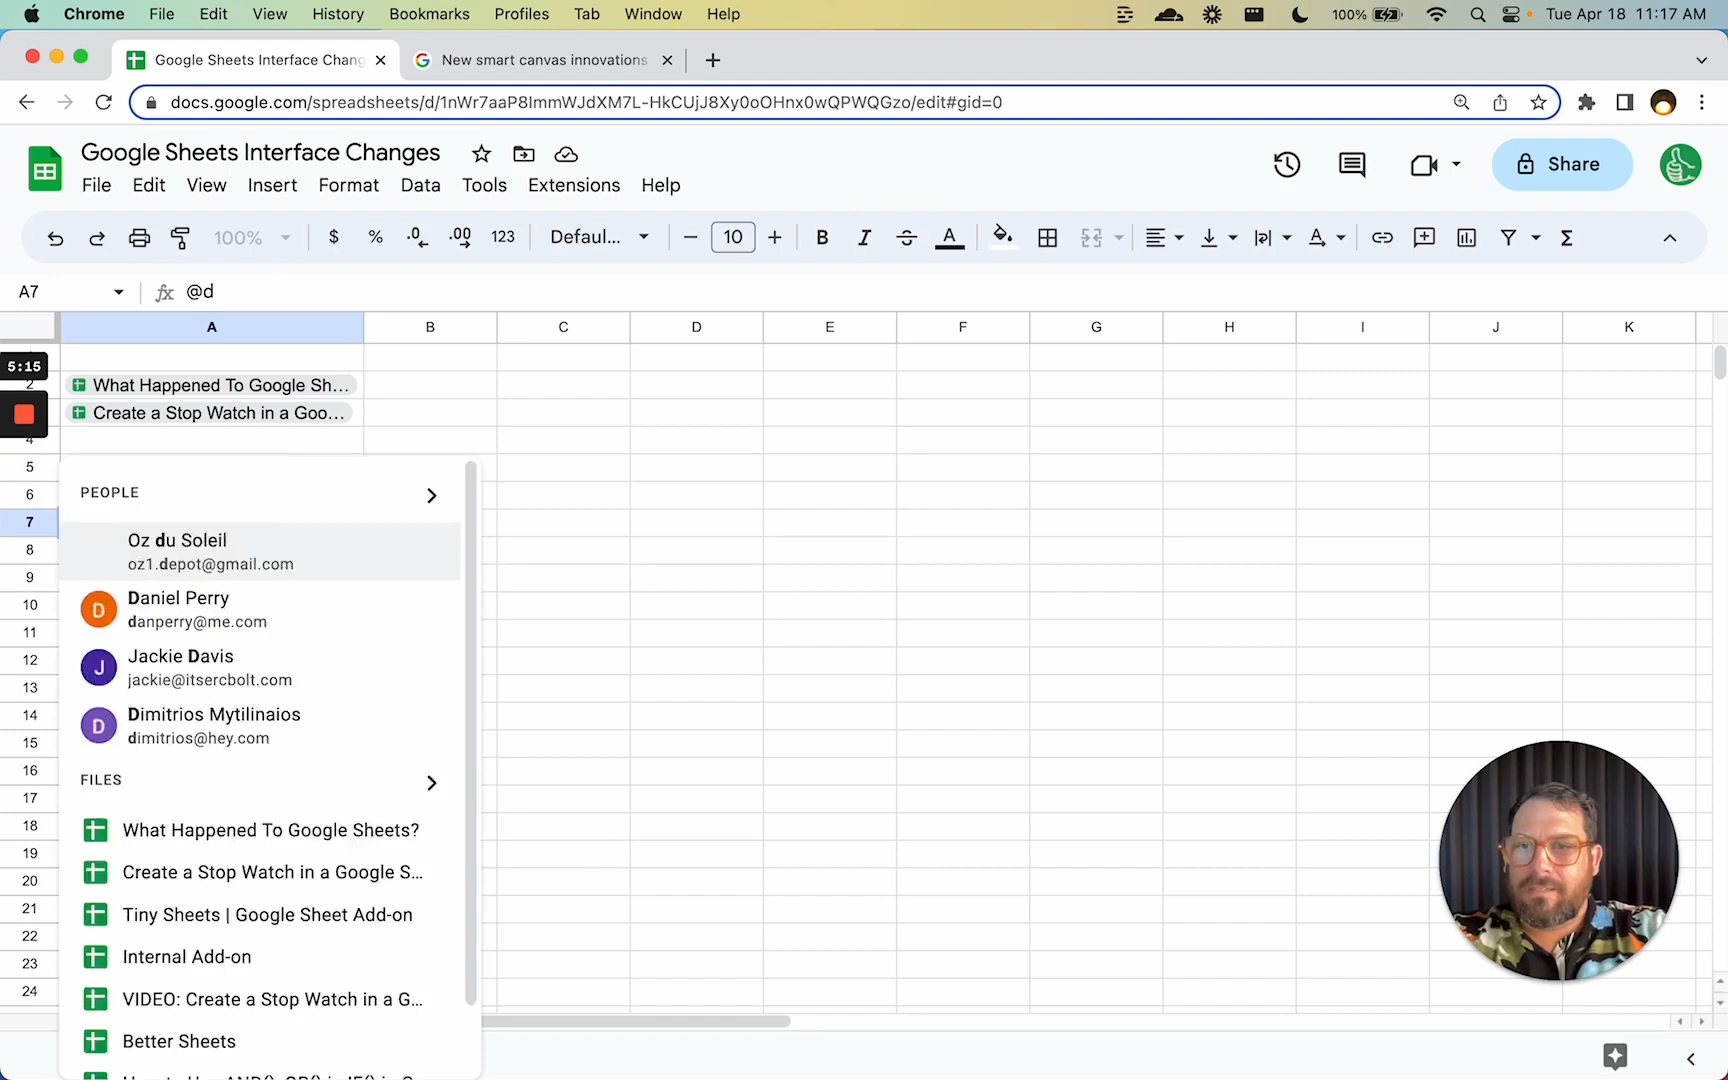 Chrome File Edit View History Bookmarks Profiles Tab Window Help 100% Tue Apr 18 11:17 AM
Google Sheets Interface Chang New smart canvas innovations
docs.google.com/spreadsheets/d/1nWr7aaP8ImmWJdXM7L-HkCUjJ8Xy0oOHnx0wQPWQGzo/edit#gid=0
Google Sheets Interface Changes
File Edit View Insert Format Data Tools Extensions Help
Share
100% $ % .0 .00 123 Defaul... 10 B I A Σ
A7 fx @d
A B C D E F G H I J K
5:15
2 What Happened To Google Sh...
Create a Stop Watch in a Goo...
4
5
PEOPLE
6
7
Oz du Soleil
8
oz1.depot@gmail.com
9
Daniel Perry
10
D
danperry@me.com
11
Jackie Davis
12
J
jackie@itsercbolt.com
13
Dimitrios Mytilinaios
14
D
dimitrios@hey.com
15
FILES
16
17
What Happened To Google Sheets?
18
19
Create a Stop Watch in a Google S...
20
Tiny Sheets | Google Sheet Add-on
21
22
Internal Add-on
23
VIDEO: Create a Stop Watch in a G...
24
Better Sheets